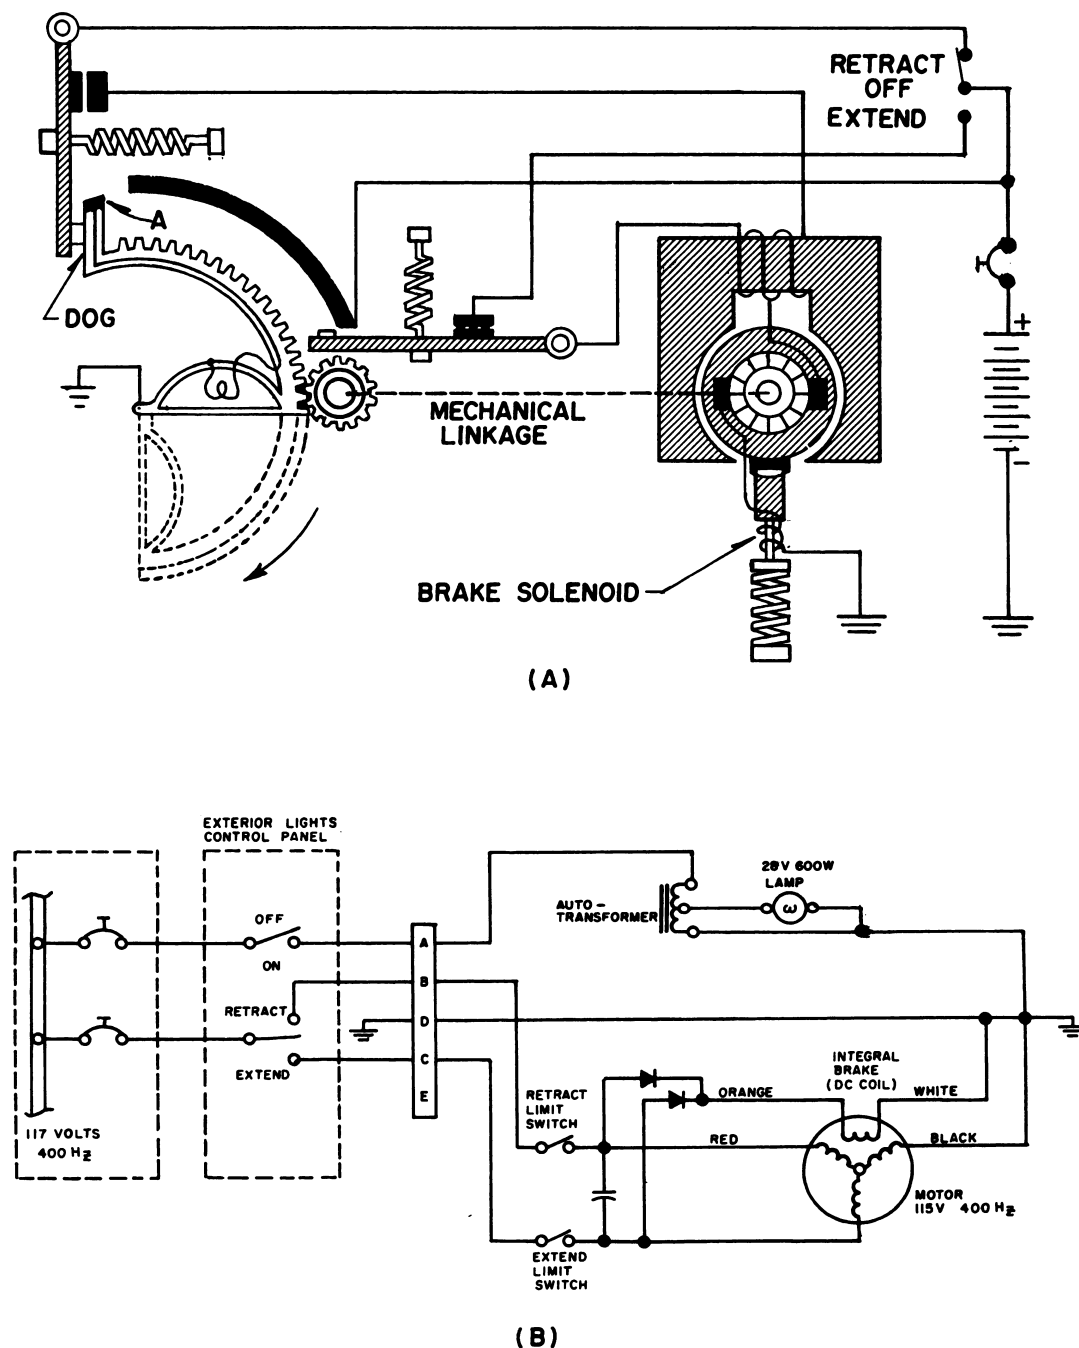 RETRACT
OFF
EXTEND
A
DOG
+
MECHANICAL
LINKAGE
-
BRAKE SOLENOID
(A)
EXTERIOR LIGHTS
CONTROL PANEL
28V 600W
LAMP
AUTO-
TRANSFORMER
OFF
A
ON
B
RETRACT
D
C
EXTEND
INTEGRAL
BRAKE
(DC COIL)
E
RETRACT
LIMIT
SWITCH
ORANGE
WHITE
117 VOLTS
400 Hz
RED
BLACK
MOTOR
115V 400 Hz
EXTEND
LIMIT
SWITCH
(B)